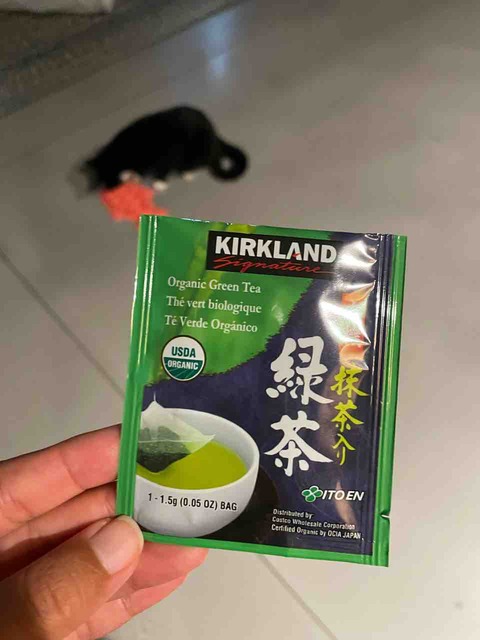 KIRKLAND
Signature
Organic Green Tea
Thé vert biologique
Té Verde Orgánico
USDA
ORGANIC
緑茶
抹茶入り
1 - 1.5g (0.05 OZ) BAG
ITO EN
Distributed by:
Costco Wholesale Corporation
Certified Organic by OCIA JAPAN